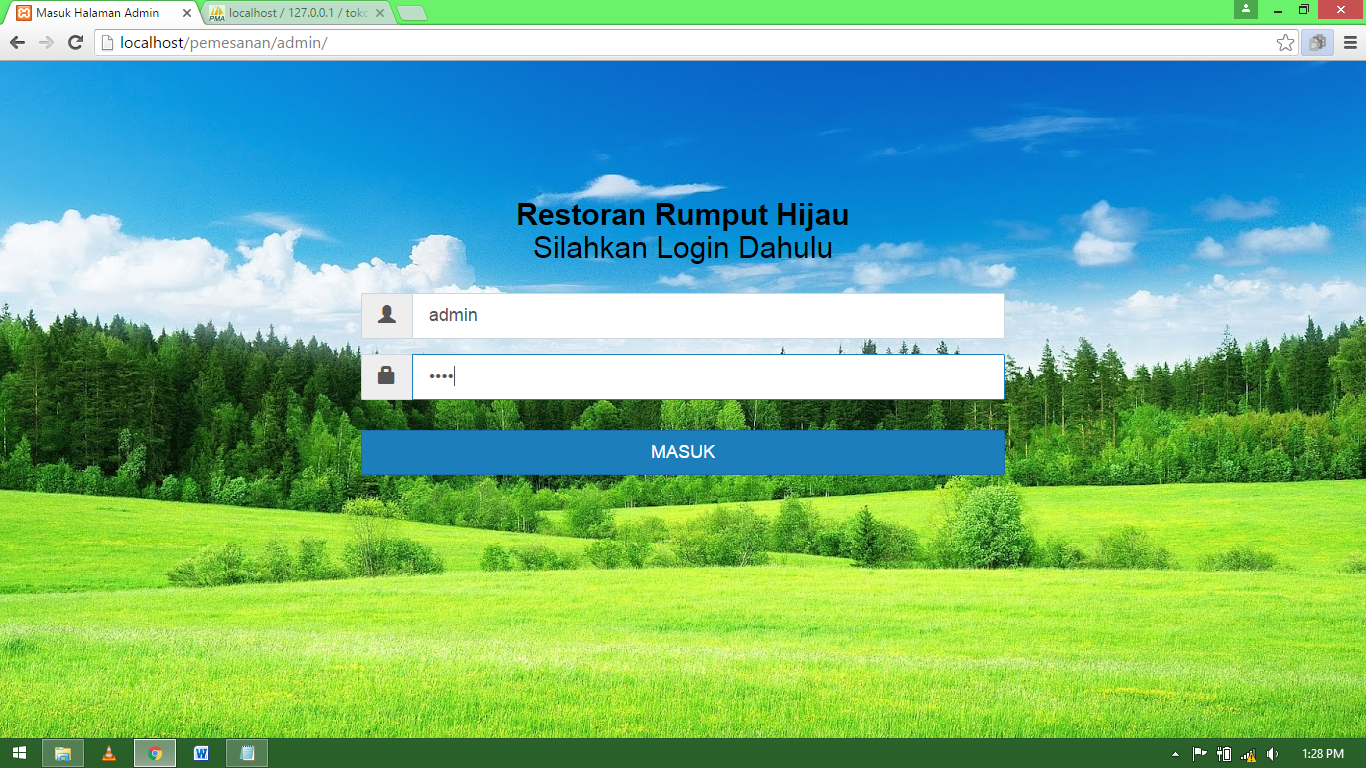 Masuk Halaman Admin
localhost / 127.0.0.1 / toko
localhost/pemesanan/admin/
Restoran Rumput Hijau
Silahkan Login Dahulu
admin
••••
MASUK
1:28 PM